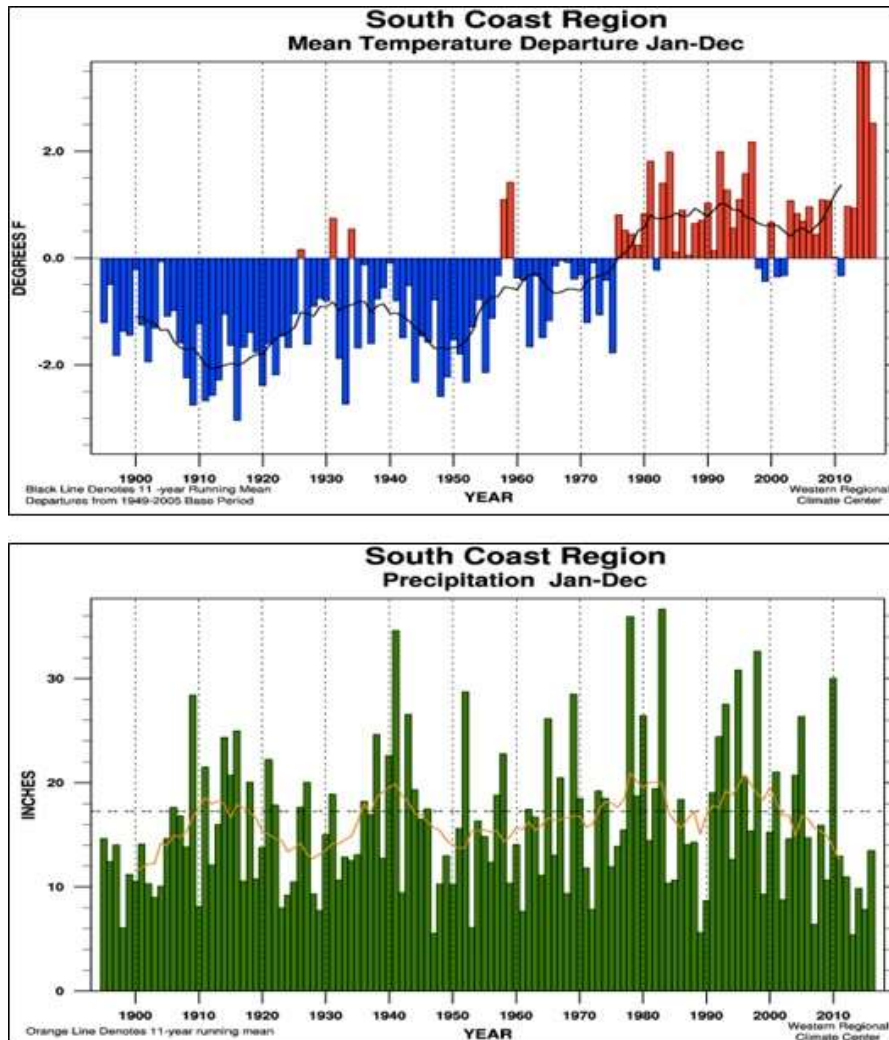 South Coast Region
Mean Temperature Departure Jan-Dec
DEGREES F
2.0
0.0
-2.0
1900 1910 1920 1930 1940 1950 1960 1970 1980 1990 2000 2010
YEAR
Black Line Denotes 11 -year Running Mean
Departures from 1949-2005 Base Period
Western Regional
Climate Center
South Coast Region
Precipitation Jan-Dec
INCHES
30
20
10
0
1900 1910 1920 1930 1940 1950 1960 1970 1980 1990 2000 2010
YEAR
Orange Line Denotes 11-year running mean
Western Regional
Climate Center